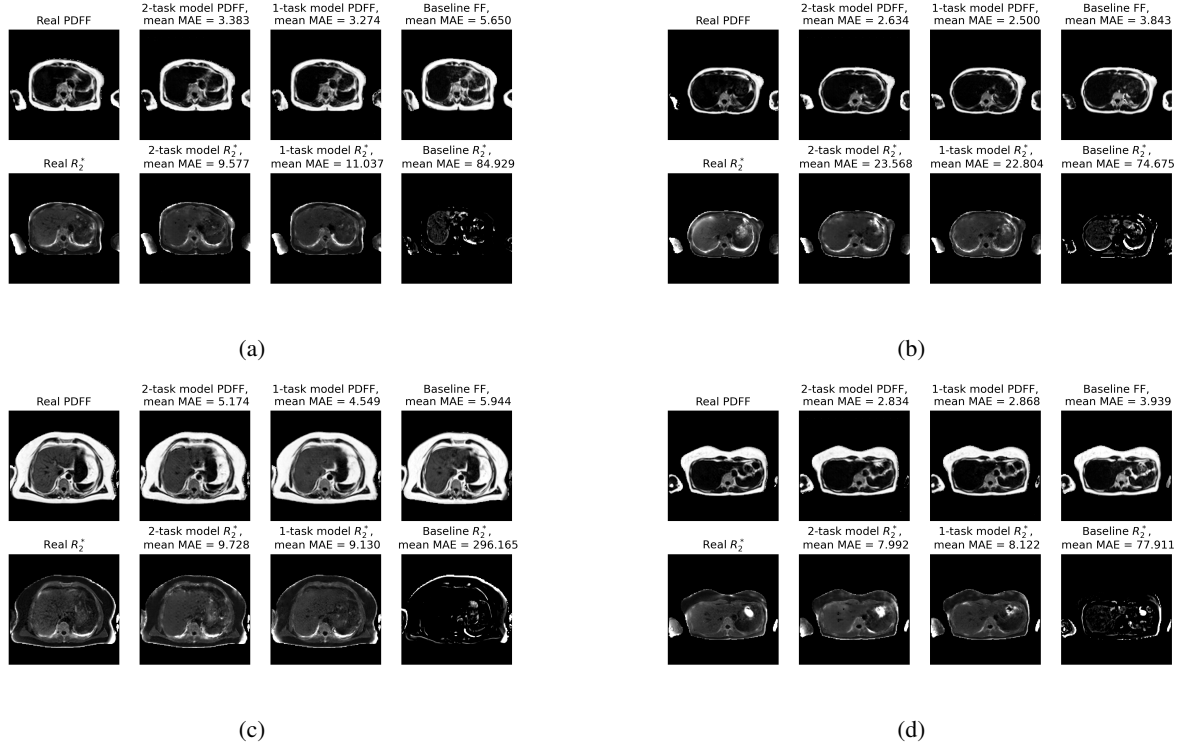 Real PDFF
2-task model PDFF,
mean MAE = 3.383
1-task model PDFF,
mean MAE = 3.274
Baseline FF,
mean MAE = 5.650
Real R₂*
2-task model R₂*,
mean MAE = 9.577
1-task model R₂*,
mean MAE = 11.037
Baseline R₂*,
mean MAE = 84.929
(a)
Real PDFF
2-task model PDFF,
mean MAE = 2.634
1-task model PDFF,
mean MAE = 2.500
Baseline FF,
mean MAE = 3.843
Real R₂*
2-task model R₂*,
mean MAE = 23.568
1-task model R₂*,
mean MAE = 22.804
Baseline R₂*,
mean MAE = 74.675
(b)
Real PDFF
2-task model PDFF,
mean MAE = 5.174
1-task model PDFF,
mean MAE = 4.549
Baseline FF,
mean MAE = 5.944
Real R₂*
2-task model R₂*,
mean MAE = 9.728
1-task model R₂*,
mean MAE = 9.130
Baseline R₂*,
mean MAE = 296.165
(c)
Real PDFF
2-task model PDFF,
mean MAE = 2.834
1-task model PDFF,
mean MAE = 2.868
Baseline FF,
mean MAE = 3.939
Real R₂*
2-task model R₂*,
mean MAE = 7.992
1-task model R₂*,
mean MAE = 8.122
Baseline R₂*,
mean MAE = 77.911
(d)